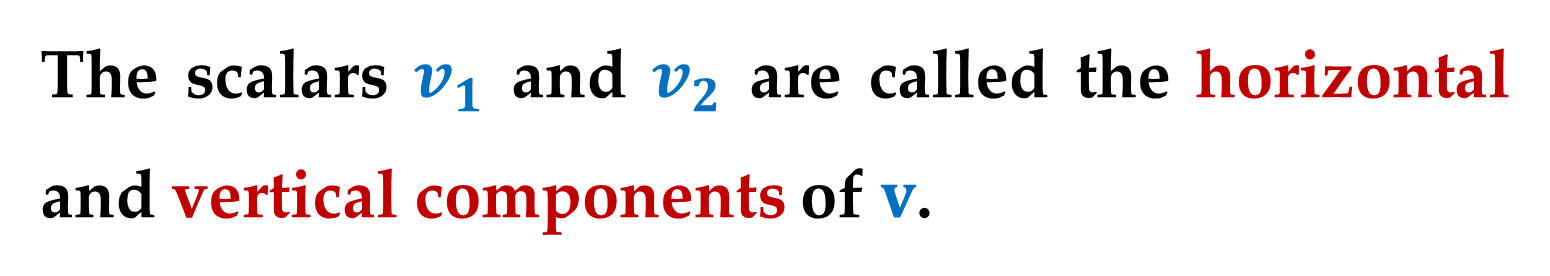 The scalars v₁ and v₂ are called the horizontal
and vertical components of v.